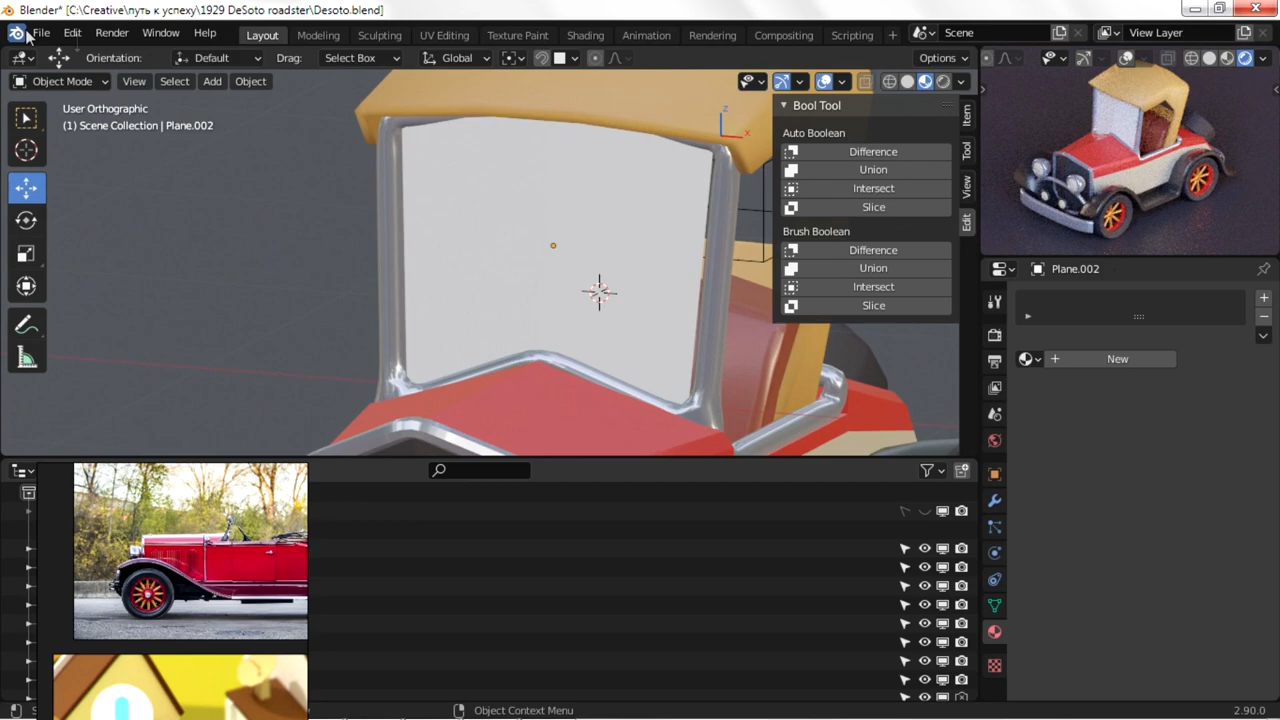 Blender* [C:\Creative\путь к успеху\1929 DeSoto roadster\Desoto.blend]
File Edit Render Window Help Layout Modeling Sculpting UV Editing Texture Paint Shading Animation Rendering Compositing Scripting + Scene View Layer
Orientation: Default Drag: Select Box Global Options
Object Mode View Select Add Object
User Orthographic
(1) Scene Collection | Plane.002
z
x
Bool Tool
Auto Boolean
Difference
Union
Intersect
Slice
Brush Boolean
Difference
Union
Intersect
Slice
Item
Tool
View
Edit
Plane.002
New
Object Context Menu
2.90.0